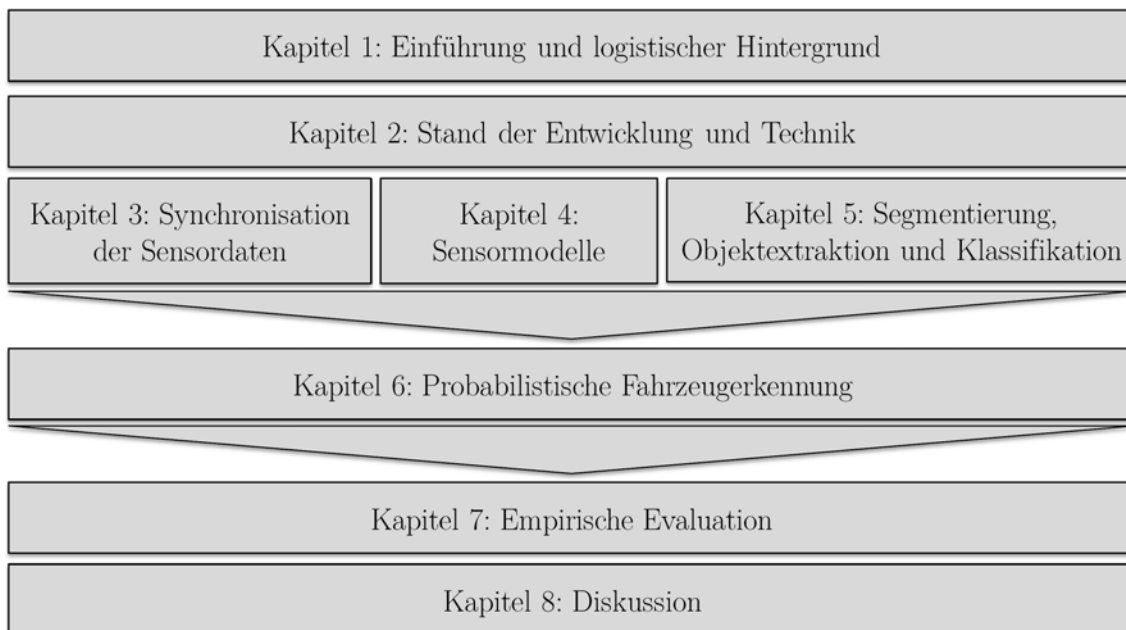 Kapitel 1: Einführung und logistischer Hintergrund
Kapitel 2: Stand der Entwicklung und Technik
Kapitel 3: Synchronisation
der Sensordaten
Kapitel 4:
Sensormodelle
Kapitel 5: Segmentierung,
Objektextraktion und Klassifikation
Kapitel 6: Probabilistische Fahrzeugerkennung
Kapitel 7: Empirische Evaluation
Kapitel 8: Diskussion